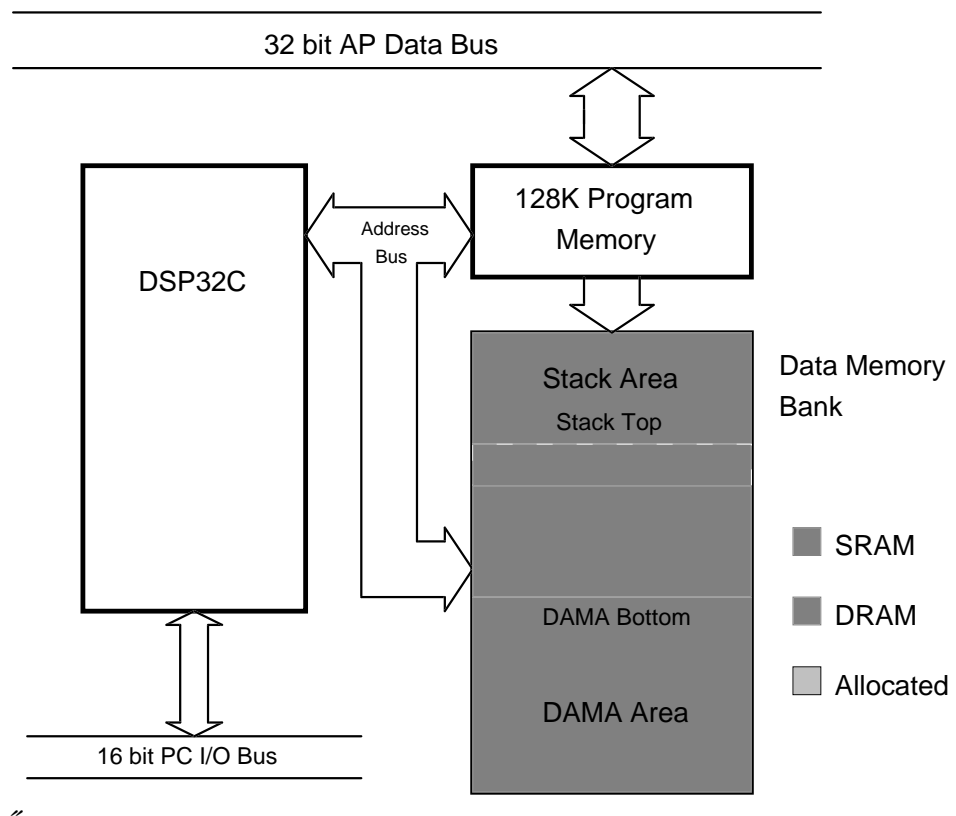 32 bit AP Data Bus
128K Program
Memory
Address
Bus
DSP32C
Stack Area
Stack Top
Data Memory
Bank
SRAM
DAMA Bottom
DRAM
Allocated
DAMA Area
16 bit PC I/O Bus